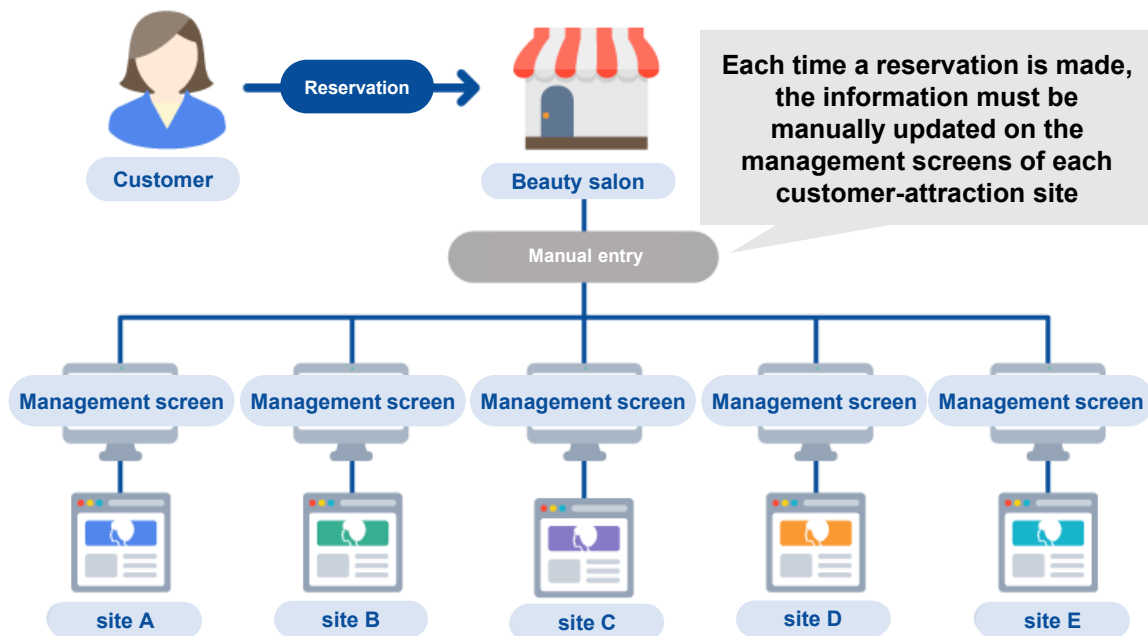 Reservation
Each time a reservation is made,
the information must be
manually updated on the
management screens of each
customer-attraction site
Customer
Beauty salon
Manual entry
Management screen
Management screen
Management screen
Management screen
Management screen
site A
site B
site C
site D
site E